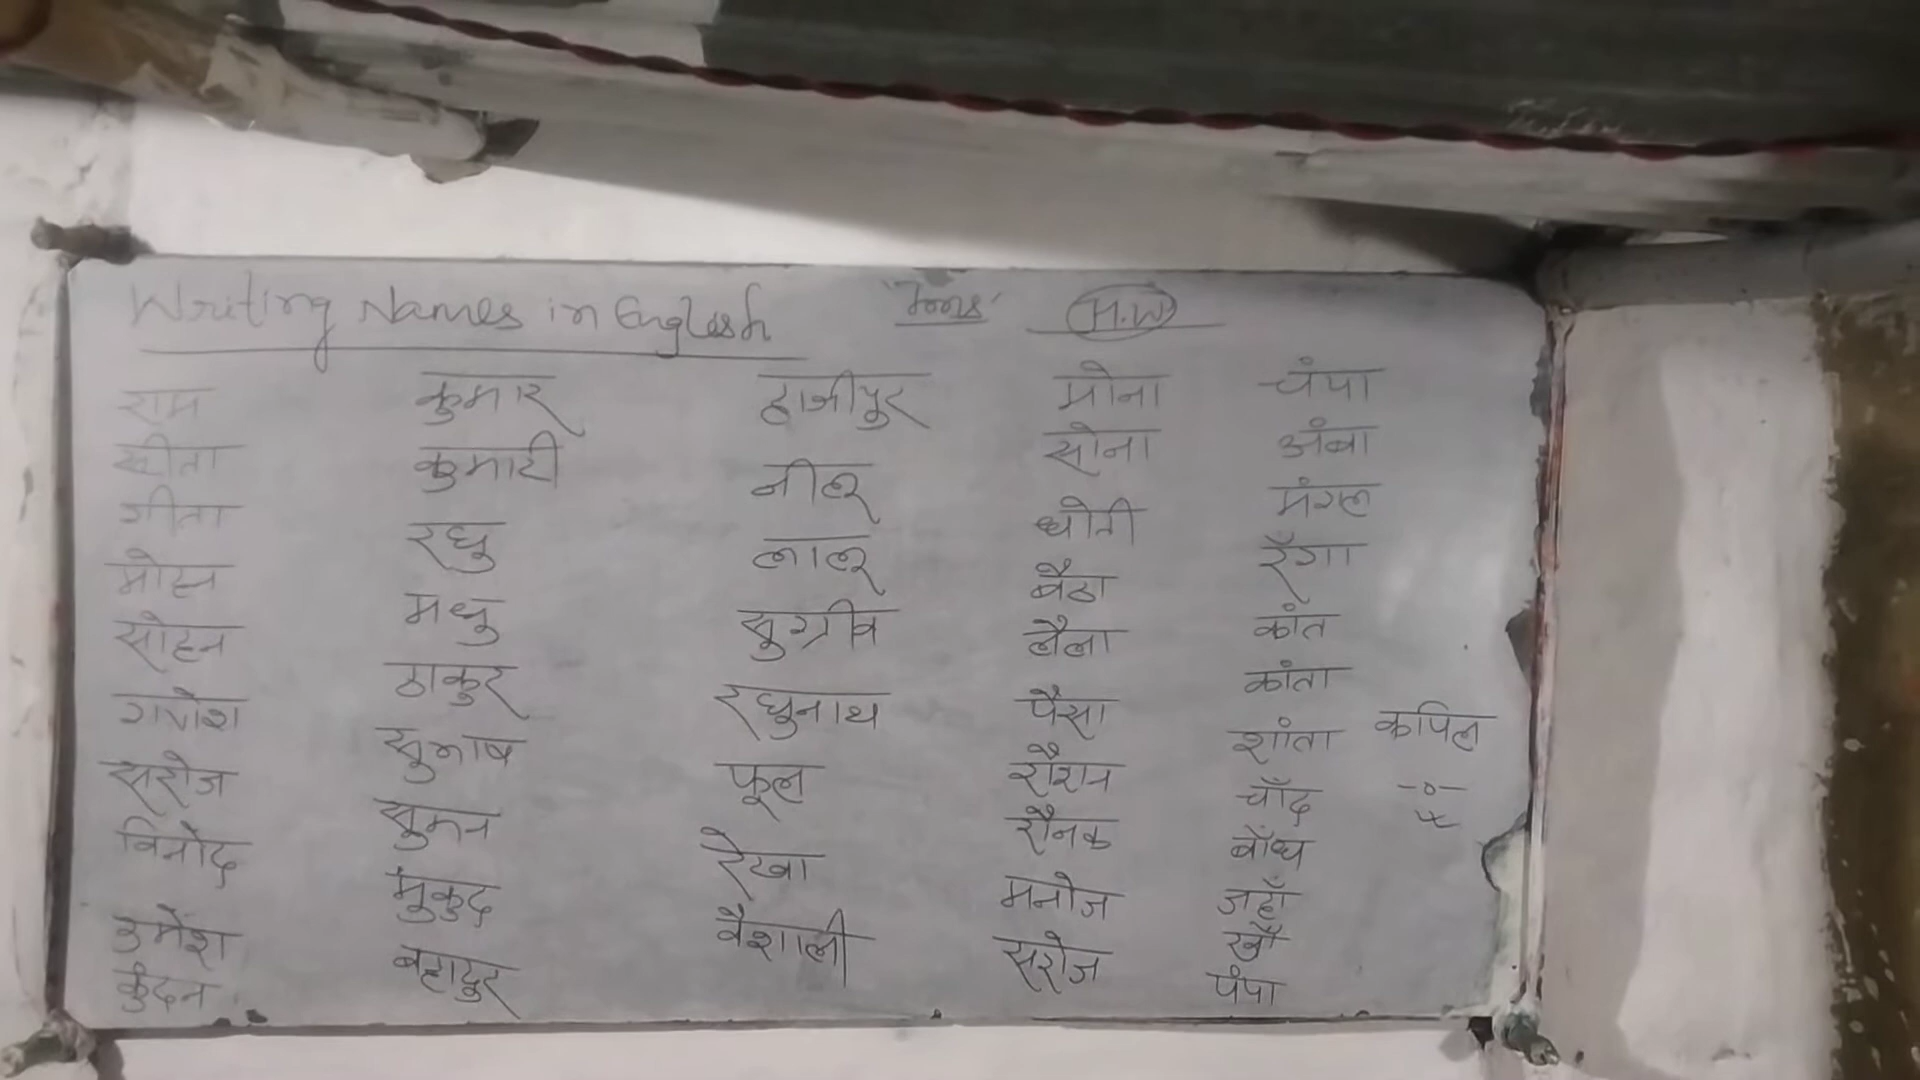 Writing Names in English H.W.
राम
सीता
गीता
मोहन
सोहन
गणेश
सरोज
विनोद
उमेश
कुंदन
कुमार
कुमारी
रघु
मधु
ठाकुर
सुभाष
सुमन
मुकुद
बहादुर
हाजीपुर
नीलू
लालू
सुग्रीव
रघुनाथ
फूल
रेखा
वैशाली
मोना
सोना
धोनी
बैठा
लैला
पैसा
रौशन
रौनक
मनोज
सरोज
चंपा
अंबा
मंगल
रँगा
कांत
कांता
शांता
चाँद
बाँध
जहाँ
खाँ
पंपा
कपिल